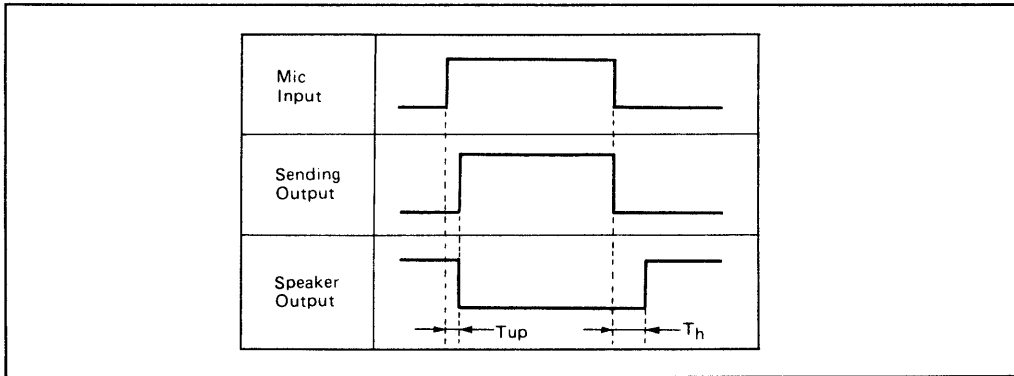 Mic
Input
Sending
Output
Speaker
Output
Tup
Th